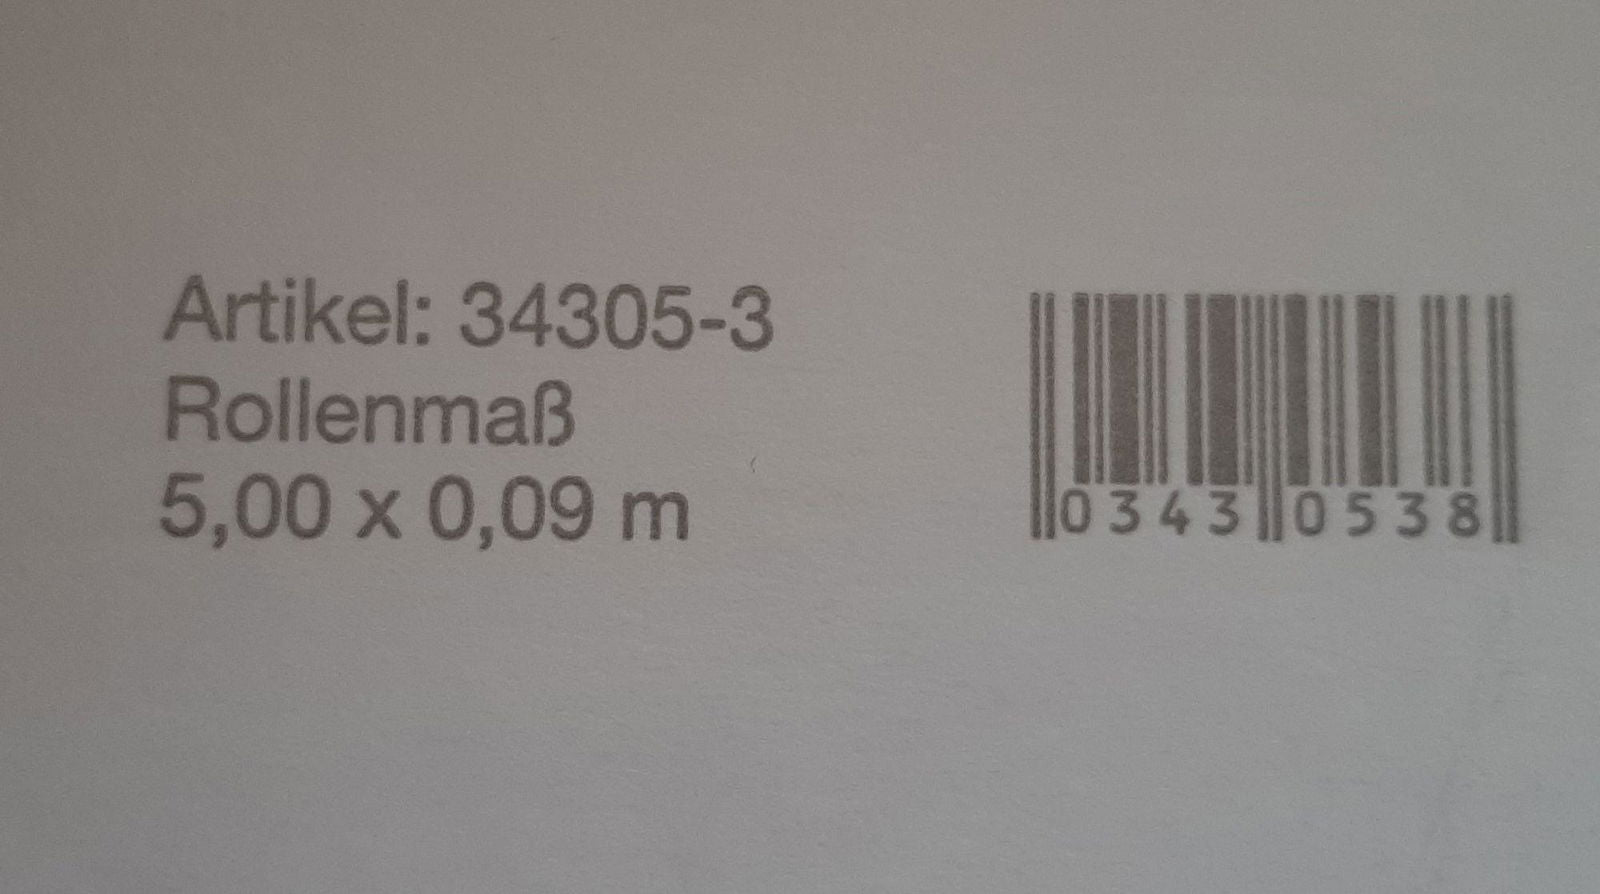 Artikel: 34305-3
Rollenmaß
5,00 x 0,09 m
0343 0538